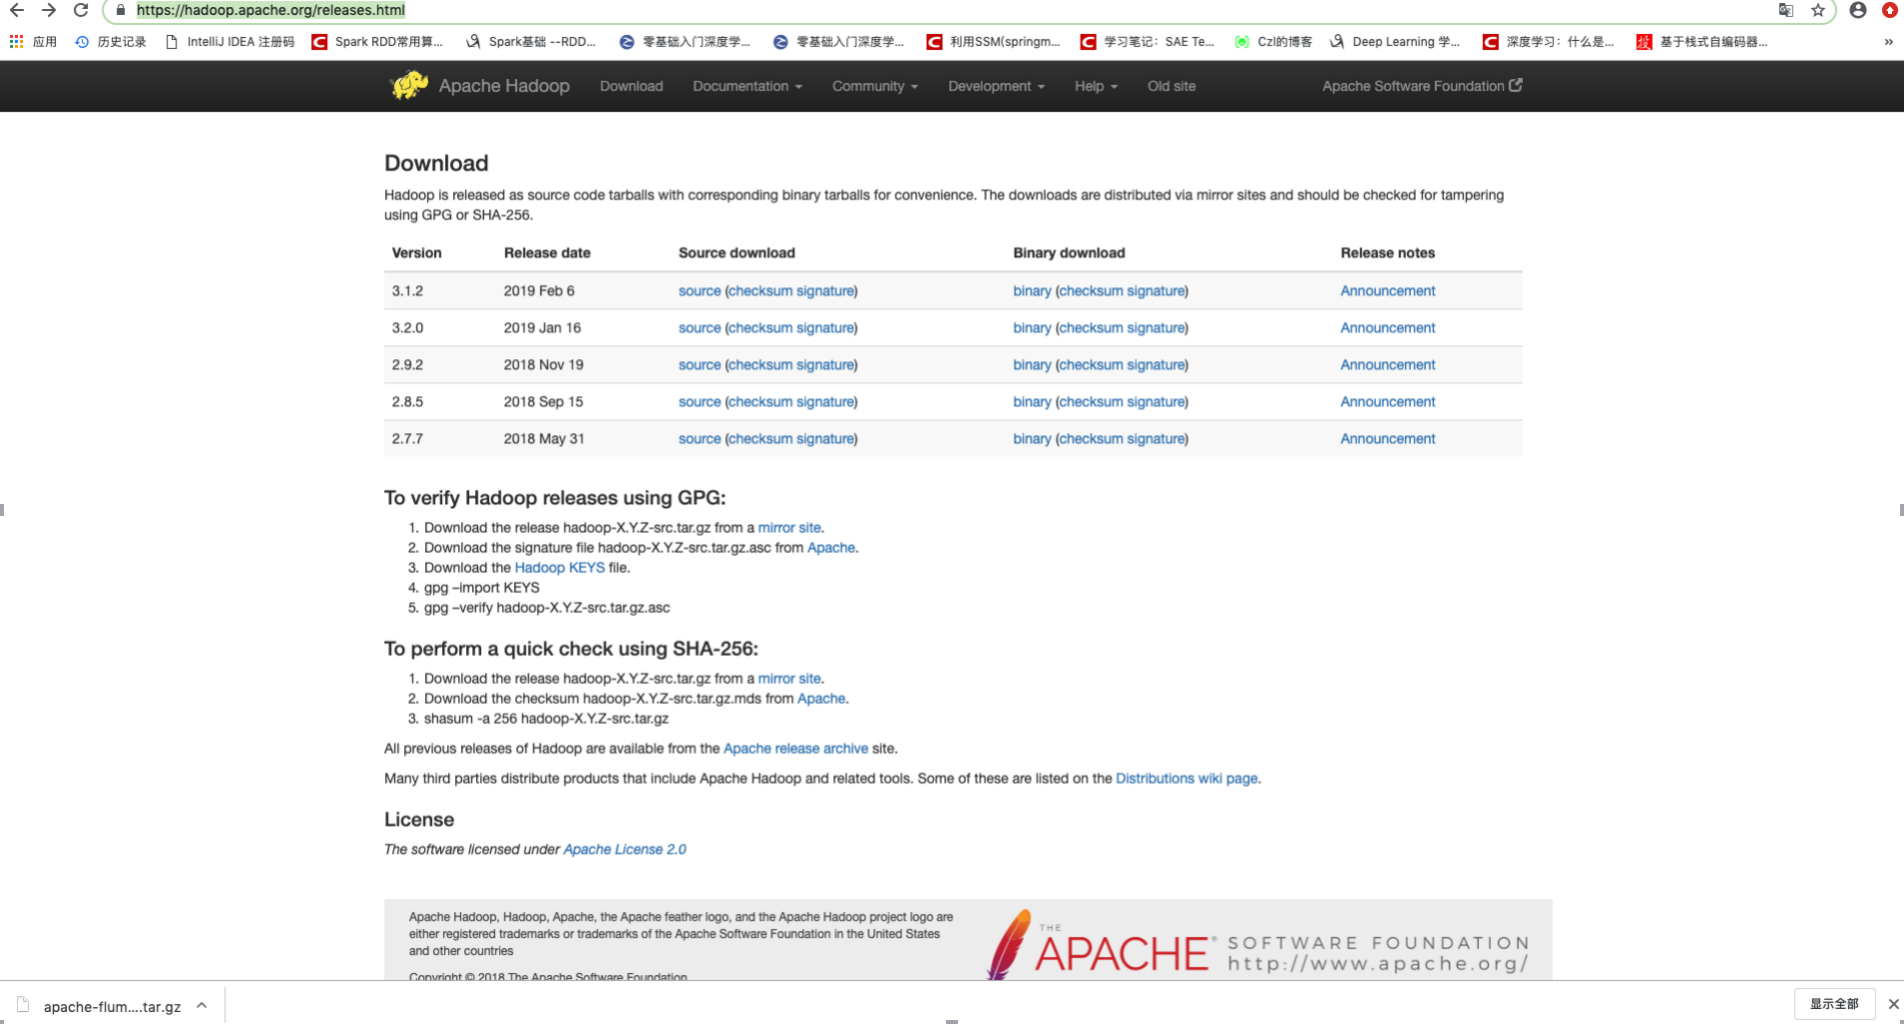 https://hadoop.apache.org/releases.html
应用 历史记录 IntelliJ IDEA 注册码 Spark RDD常用算... Spark基础 --RDD... 零基础入门深度学... 零基础入门深度学... 利用SSM(springm... 学习笔记：SAE Te... Czl的博客 Deep Learning 学... 深度学习：什么是... 基于栈式自编码器... »
Apache Hadoop Download Documentation Community Development Help Old site Apache Software Foundation
Download
Hadoop is released as source code tarballs with corresponding binary tarballs for convenience. The downloads are distributed via mirror sites and should be checked for tampering
using GPG or SHA-256.
Version Release date Source download Binary download Release notes
3.1.2 2019 Feb 6 source (checksum signature) binary (checksum signature) Announcement
3.2.0 2019 Jan 16 source (checksum signature) binary (checksum signature) Announcement
2.9.2 2018 Nov 19 source (checksum signature) binary (checksum signature) Announcement
2.8.5 2018 Sep 15 source (checksum signature) binary (checksum signature) Announcement
2.7.7 2018 May 31 source (checksum signature) binary (checksum signature) Announcement
To verify Hadoop releases using GPG:
1. Download the release hadoop-X.Y.Z-src.tar.gz from a mirror site.
2. Download the signature file hadoop-X.Y.Z-src.tar.gz.asc from Apache.
3. Download the Hadoop KEYS file.
4. gpg –import KEYS
5. gpg –verify hadoop-X.Y.Z-src.tar.gz.asc
To perform a quick check using SHA-256:
1. Download the release hadoop-X.Y.Z-src.tar.gz from a mirror site.
2. Download the checksum hadoop-X.Y.Z-src.tar.gz.mds from Apache.
3. shasum -a 256 hadoop-X.Y.Z-src.tar.gz
All previous releases of Hadoop are available from the Apache release archive site.
Many third parties distribute products that include Apache Hadoop and related tools. Some of these are listed on the Distributions wiki page.
License
The software licensed under Apache License 2.0
Apache Hadoop, Hadoop, Apache, the Apache feather logo, and the Apache Hadoop project logo are
either registered trademarks or trademarks of the Apache Software Foundation in the United States
and other countries
Copyright © 2018 The Apache Software Foundation
THE
APACHE® SOFTWARE FOUNDATION
http://www.apache.org/
apache-flum....tar.gz
显示全部